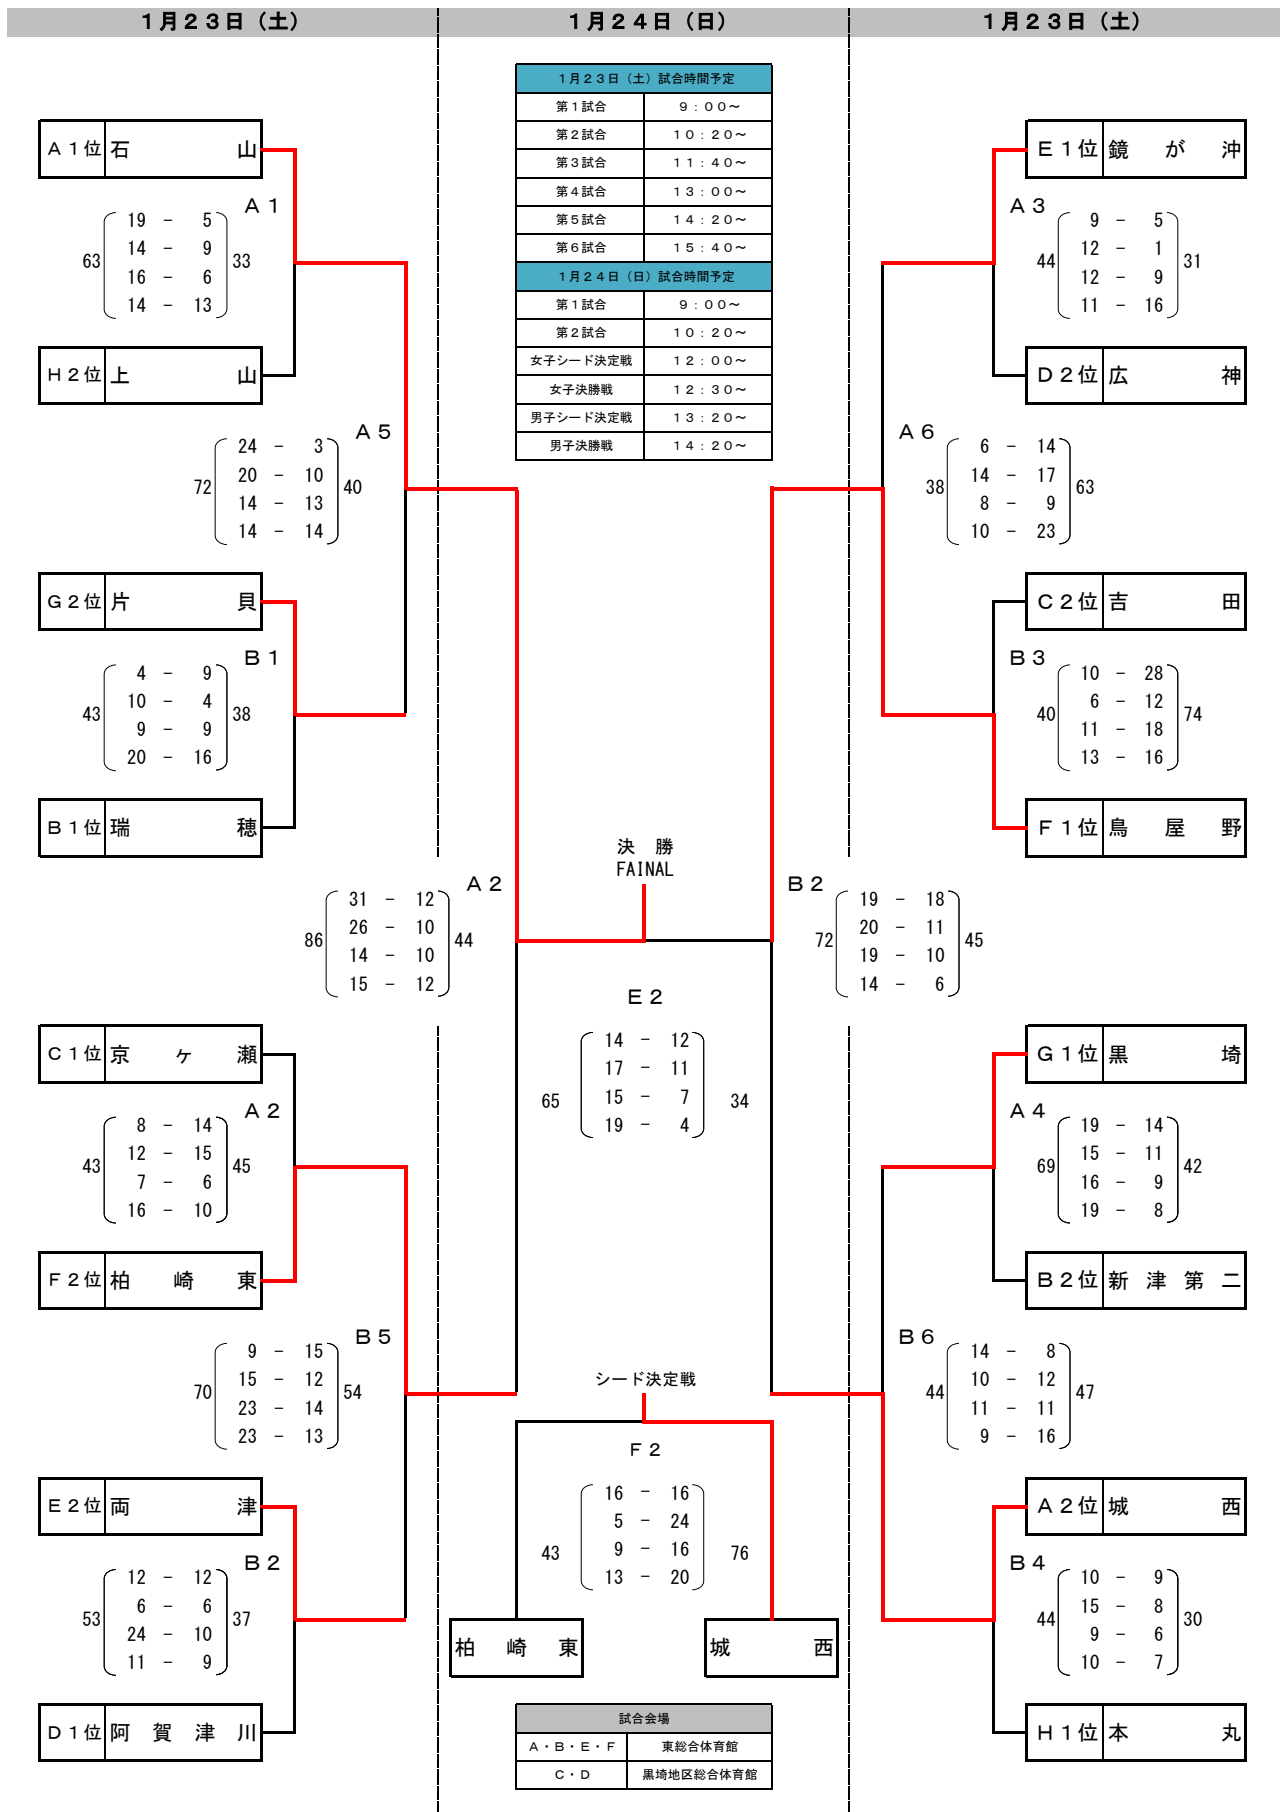 １月２３日（土）
１月２４日（日）
１月２３日（土）
１月２３日（土）試合時間予定
第１試合 ９：００～
第２試合 １０：２０～
第３試合 １１：４０～
第４試合 １３：００～
第５試合 １４：２０～
第６試合 １５：４０～
１月２４日（日）試合時間予定
第１試合 ９：００～
第２試合 １０：２０～
女子シード決定戦 １２：００～
女子決勝戦 １２：３０～
男子シード決定戦 １３：２０～
男子決勝戦 １４：２０～
Ａ１位 石山
Ａ１
63 33
19 － 5
14 － 9
16 － 6
14 － 13
Ｈ２位 上山
Ａ５
72 40
24 － 3
20 － 10
14 － 13
14 － 14
Ｇ２位 片貝
Ｂ１
43 38
4 － 9
10 － 4
9 － 9
20 － 16
Ｂ１位 瑞穂
Ａ２
86 44
31 － 12
26 － 10
14 － 10
15 － 12
Ｃ１位 京ヶ瀬
Ａ２
43 45
8 － 14
12 － 15
7 － 6
16 － 10
Ｆ２位 柏崎東
Ｂ５
70 54
9 － 15
15 － 12
23 － 14
23 － 13
Ｅ２位 両津
Ｂ２
53 37
12 － 12
6 － 6
24 － 10
11 － 9
Ｄ１位 阿賀津川
決勝
FAINAL
Ｅ２
65 34
14 － 12
17 － 11
15 － 7
19 － 4
シード決定戦
Ｆ２
43 76
16 － 16
5 － 24
9 － 16
13 － 20
柏崎東
城西
試合会場
Ａ・Ｂ・Ｅ・Ｆ 東総合体育館
Ｃ・Ｄ 黒埼地区総合体育館
Ｅ１位 鏡が沖
Ａ３
44 31
9 － 5
12 － 1
12 － 9
11 － 16
Ｄ２位 広神
Ａ６
38 63
6 － 14
14 － 17
8 － 9
10 － 23
Ｃ２位 吉田
Ｂ３
40 74
10 － 28
6 － 12
11 － 18
13 － 16
Ｆ１位 鳥屋野
Ｂ２
72 45
19 － 18
20 － 11
19 － 10
14 － 6
Ｇ１位 黒埼
Ａ４
69 42
19 － 14
15 － 11
16 － 9
19 － 8
Ｂ２位 新津第二
Ｂ６
44 47
14 － 8
10 － 12
11 － 11
9 － 16
Ａ２位 城西
Ｂ４
44 30
10 － 9
15 － 8
9 － 6
10 － 7
Ｈ１位 本丸